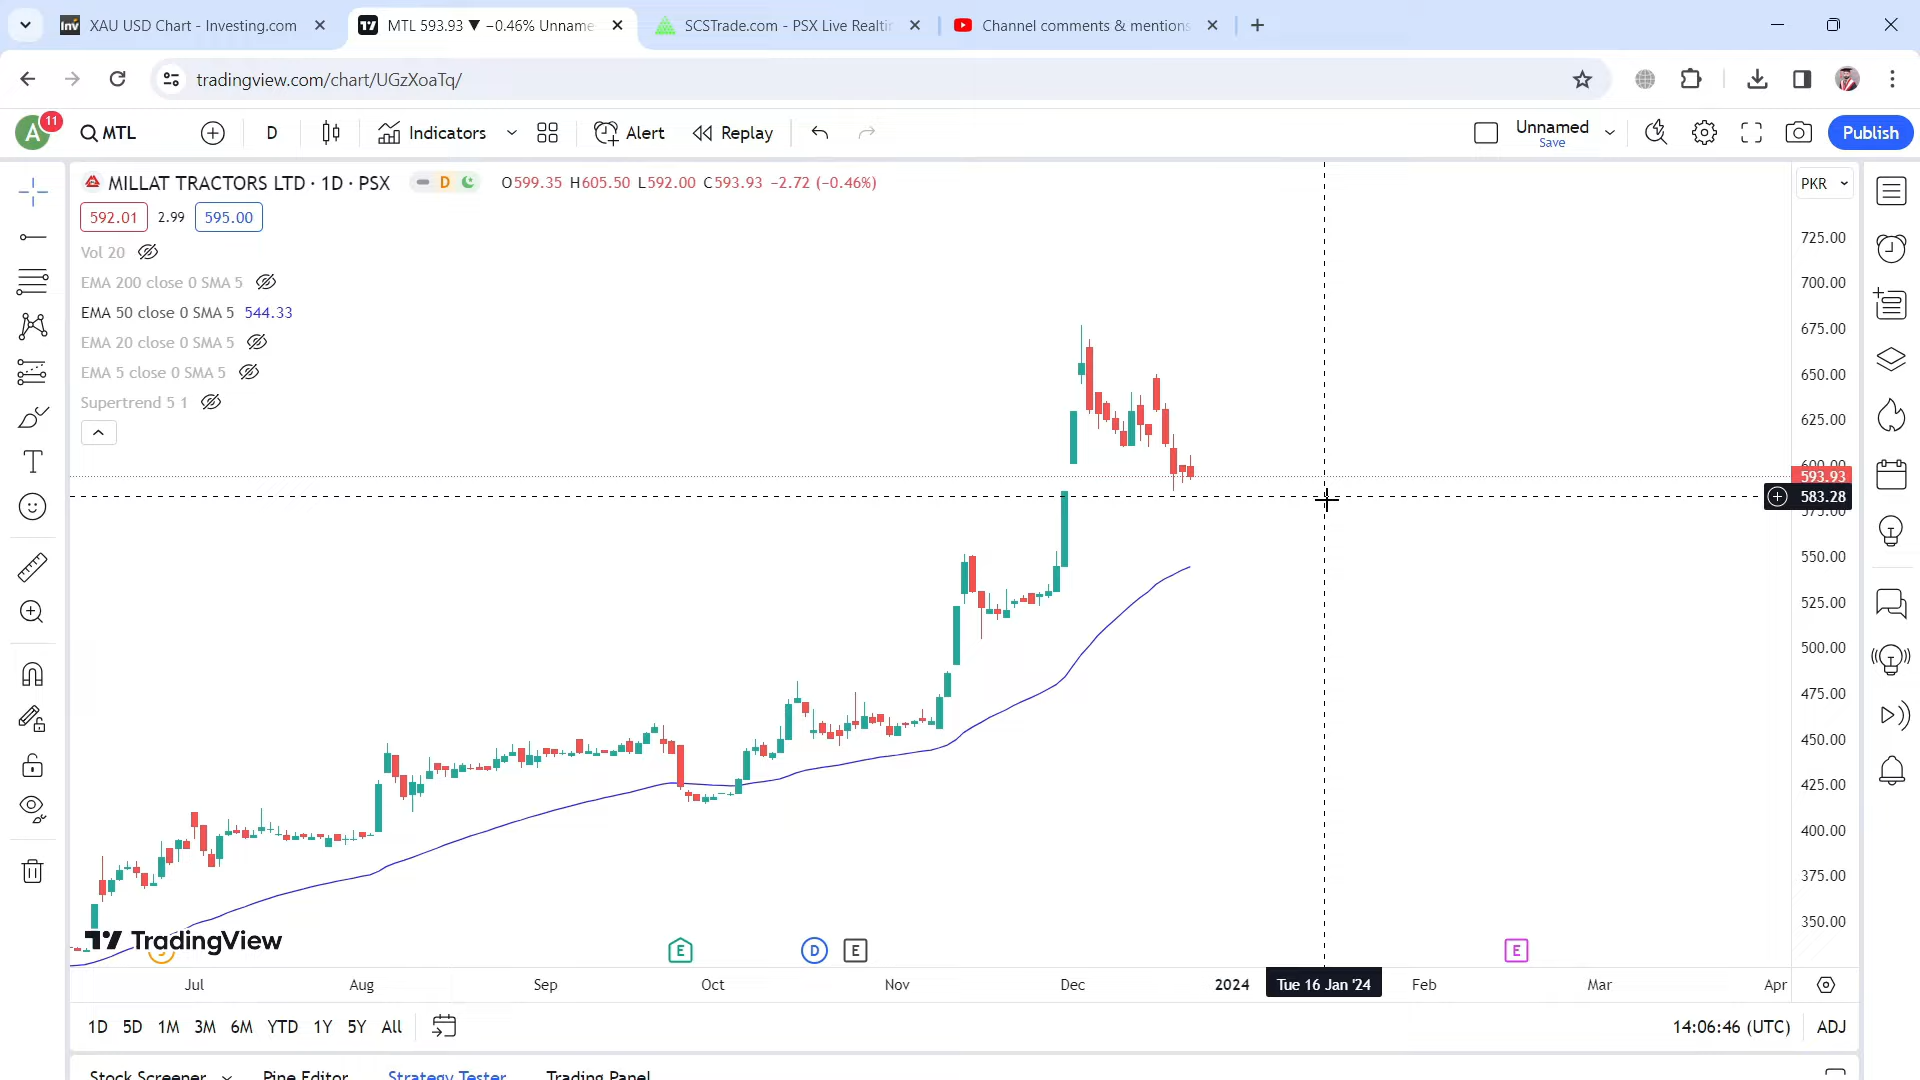 XAU USD Chart - Investing.com
MTL 593.93 ▼ −0.46% Unname
SCSTrade.com - PSX Live Realti
Channel comments & mentions
tradingview.com/chart/UGzXoaTq/
A 11 MTL D Indicators Alert Replay Unnamed Save Publish
MILLAT TRACTORS LTD · 1D · PSX D O599.35 H605.50 L592.00 C593.93 −2.72 (−0.46%)
PKR
592.01 2.99 595.00
Vol 20
EMA 200 close 0 SMA 5
EMA 50 close 0 SMA 5 544.33
EMA 20 close 0 SMA 5
EMA 5 close 0 SMA 5
Supertrend 5 1
725.00
700.00
675.00
650.00
625.00
600.00
593.93
583.28
575.00
550.00
525.00
500.00
475.00
450.00
425.00
400.00
375.00
350.00
TradingView
E D E E
Jul Aug Sep Oct Nov Dec 2024 Tue 16 Jan '24 Feb Mar Apr
1D 5D 1M 3M 6M YTD 1Y 5Y All 14:06:46 (UTC) ADJ
Stock Screener Pine Editor Strategy Tester Trading Panel